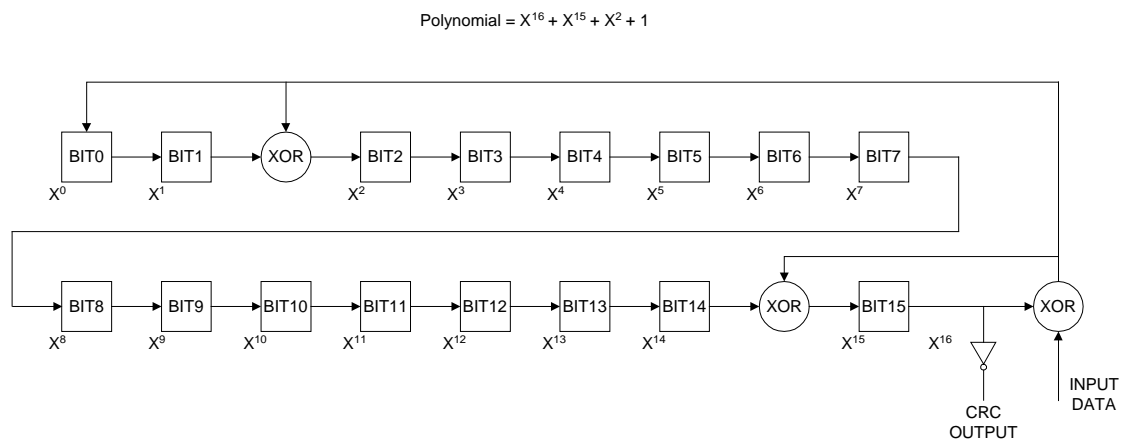 Polynomial = X¹⁶ + X¹⁵ + X² + 1
BIT0 BIT1 XOR BIT2 BIT3 BIT4 BIT5 BIT6 BIT7
X⁰ X¹ X² X³ X⁴ X⁵ X⁶ X⁷
BIT8 BIT9 BIT10 BIT11 BIT12 BIT13 BIT14 XOR BIT15 XOR
X⁸ X⁹ X¹⁰ X¹¹ X¹² X¹³ X¹⁴ X¹⁵ X¹⁶
INPUT
DATA
CRC
OUTPUT